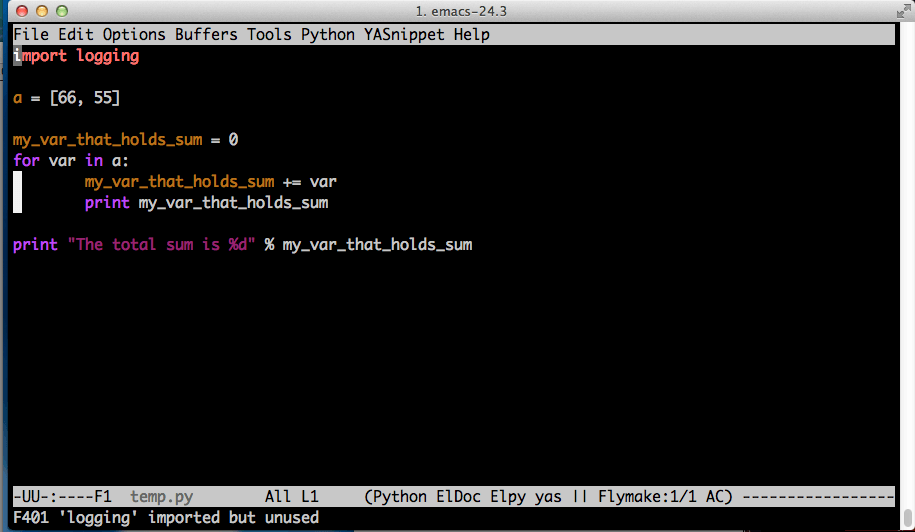 1. emacs-24.3
File Edit Options Buffers Tools Python YASnippet Help
import logging
a = [66, 55]
my_var_that_holds_sum = 0
for var in a:
my_var_that_holds_sum += var
print my_var_that_holds_sum
print "The total sum is %d" % my_var_that_holds_sum
-UU-:----F1 temp.py All L1 (Python ElDoc Elpy yas || Flymake:1/1 AC) -----------------
F401 'logging' imported but unused